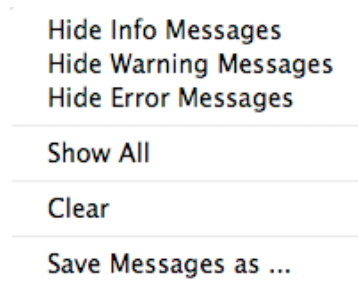 Hide Info Messages
Hide Warning Messages
Hide Error Messages
Show All
Clear
Save Messages as ...